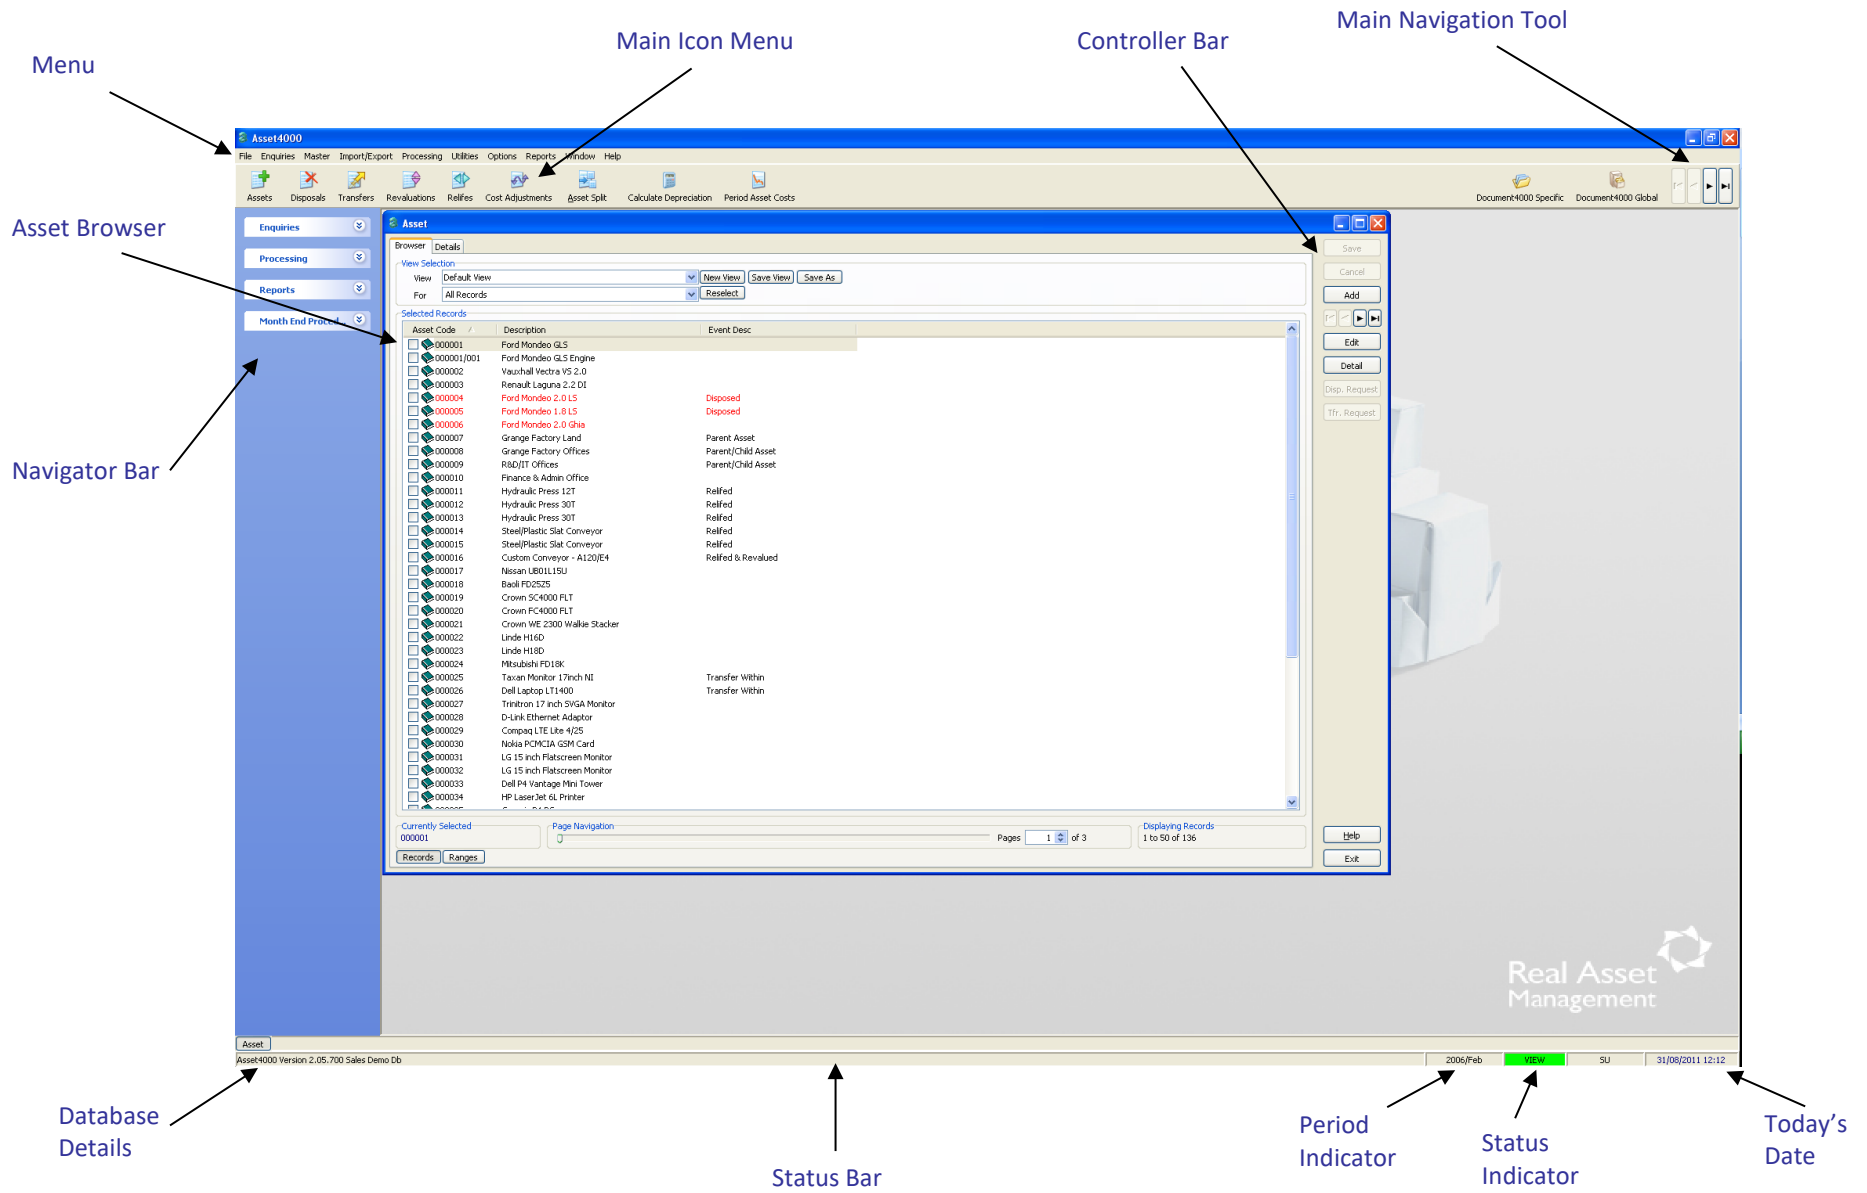 Main Navigation Tool
Main Icon Menu
Controller Bar
Menu
Asset4000
File Enquiries Master Import/Export Processing Utilities Options Reports Window Help
Assets Disposals Transfers Revaluations Relifes Cost Adjustments Asset Split Calculate Depreciation Period Asset Costs Document4000 Specific Document4000 Global
Asset Browser
Navigator Bar
Enquiries
Processing
Reports
Month End Proced...
Asset
Browser Details
View Selection
View Default View New View Save View Save As
For All Records Reselect
Selected Records
Asset Code Description Event Desc
000001 Ford Mondeo GLS
000001/001 Ford Mondeo GLS Engine
000002 Vauxhall Vectra VS 2.0
000003 Renault Laguna 2.2 DI
000004 Ford Mondeo 2.0 LS Disposed
000005 Ford Mondeo 1.8 LS Disposed
000006 Ford Mondeo 2.0 Ghia
000007 Grange Factory Land Parent Asset
000008 Grange Factory Offices Parent/Child Asset
000009 R&D/IT Offices Parent/Child Asset
000010 Finance & Admin Office
000011 Hydraulic Press 12T Relifed
000012 Hydraulic Press 30T Relifed
000013 Hydraulic Press 30T Relifed
000014 Steel/Plastic Slat Conveyor Relifed
000015 Steel/Plastic Slat Conveyor Relifed
000016 Custom Conveyor - A120/E4 Relifed & Revalued
000017 Nissan UB01L15U
000018 Baoli FD25Z5
000019 Crown SC4000 FLT
000020 Crown FC4000 FLT
000021 Crown WE 2300 Walkie Stacker
000022 Linde H16D
000023 Linde H18D
000024 Mitsubishi FD18K
000025 Taxan Monitor 17inch NI Transfer Within
000026 Dell Laptop LT1400 Transfer Within
000027 Trinitron 17 inch SVGA Monitor
000028 D-Link Ethernet Adaptor
000029 Compaq LTE Lite 4/25
000030 Nokia PCMCIA GSM Card
000031 LG 15 inch Flatscreen Monitor
000032 LG 15 inch Flatscreen Monitor
000033 Dell P4 Vantage Mini Tower
000034 HP LaserJet 6L Printer
Currently Selected
000001
Page Navigation
Pages 1 of 3
Displaying Records
1 to 50 of 136
Records Ranges
Save
Cancel
Add
Edit
Detail
Disp. Request
Tfr. Request
Help
Exit
Real Asset
Management
Asset
Asset4000 Version 2.05.700 Sales Demo Db 2006/Feb VIEW SU 31/08/2011 12:12
Database
Details
Status Bar
Period
Indicator
Status
Indicator
Today's
Date